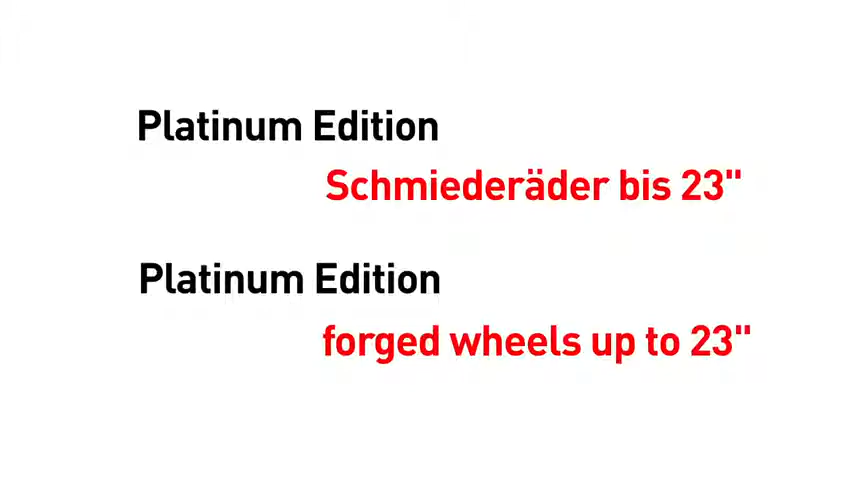 Platinum Edition
Schmiederäder bis 23"
Platinum Edition
forged wheels up to 23"